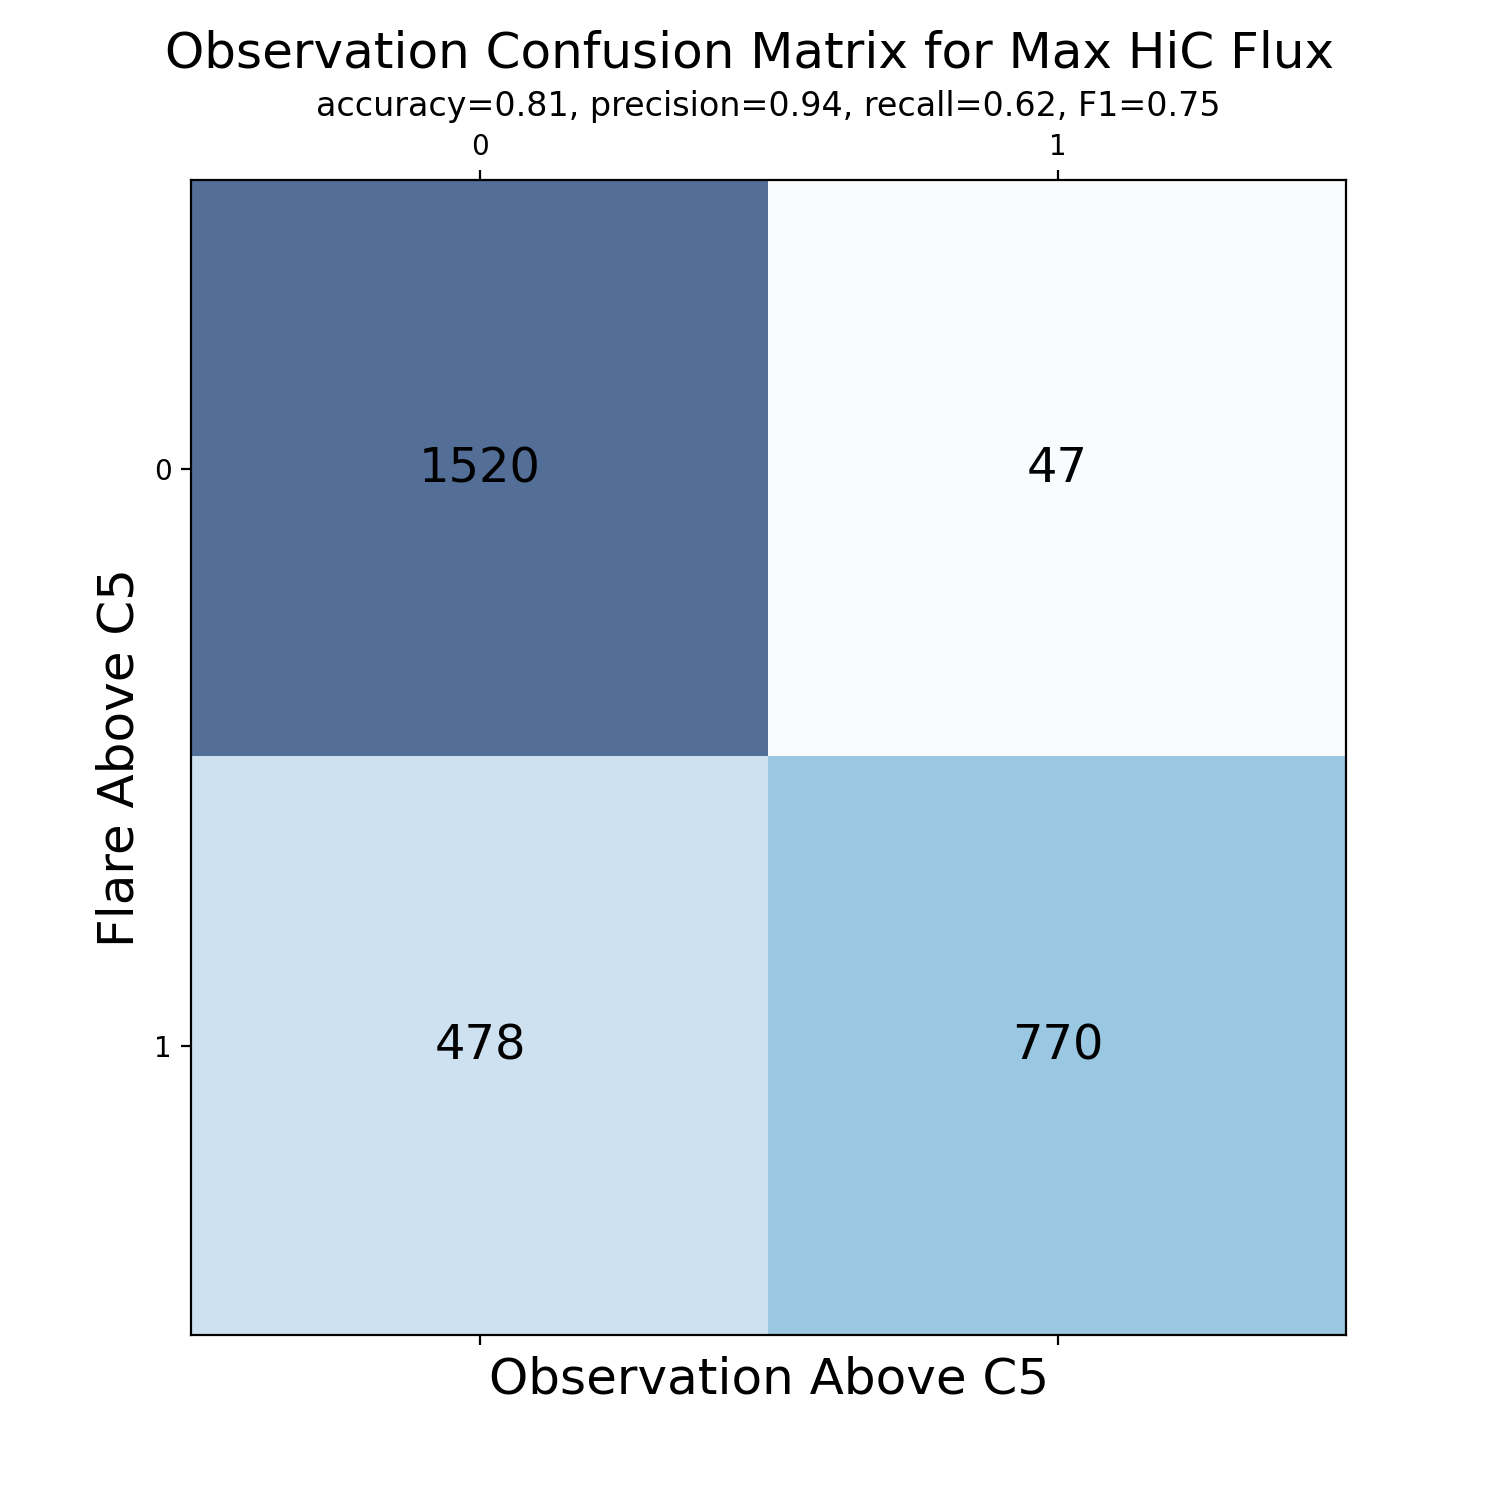 Observation Confusion Matrix for Max HiC Flux
accuracy=0.81, precision=0.94, recall=0.62, F1=0.75
0 1
0
1520 47
Flare Above C5
1
478 770
Observation Above C5